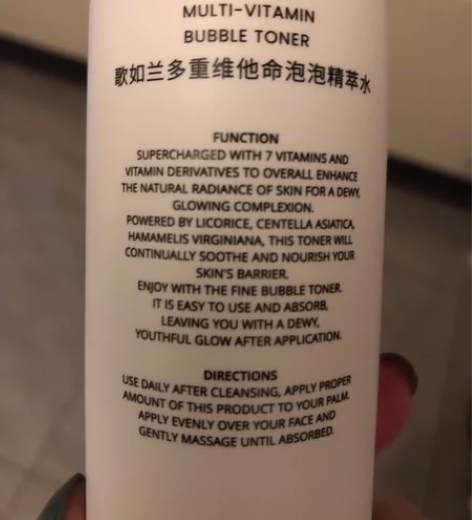 MULTI-VITAMIN
BUBBLE TONER
歌如兰多重维他命泡泡精萃水
FUNCTION
SUPERCHARGED WITH 7 VITAMINS AND
VITAMIN DERIVATIVES TO OVERALL ENHANCE
THE NATURAL RADIANCE OF SKIN FOR A DEWY,
GLOWING COMPLEXION.
POWERED BY LICORICE, CENTELLA ASIATICA,
HAMAMELIS VIRGINIANA, THIS TONER WILL
CONTINUALLY SOOTHE AND NOURISH YOUR
SKIN'S BARRIER.
ENJOY WITH THE FINE BUBBLE TONER.
IT IS EASY TO USE AND ABSORB,
LEAVING YOU WITH A DEWY,
YOUTHFUL GLOW AFTER APPLICATION.
DIRECTIONS
USE DAILY AFTER CLEANSING, APPLY PROPER
AMOUNT OF THIS PRODUCT TO YOUR PALM.
APPLY EVENLY OVER YOUR FACE AND
GENTLY MASSAGE UNTIL ABSORBED.